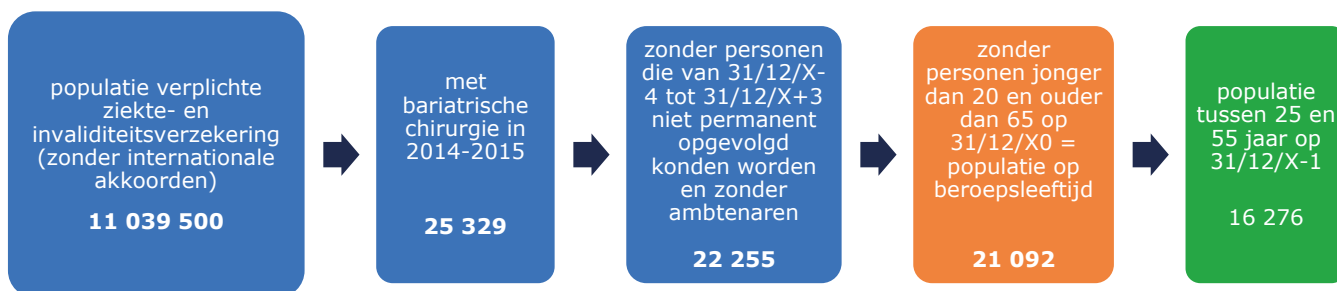 populatie verplichte
ziekte- en
invaliditeitsverzekering
(zonder internationale
akkoorden)
11 039 500
met
bariatrische
chirurgie in
2014-2015
25 329
zonder personen
die van 31/12/X-
4 tot 31/12/X+3
niet permanent
opgevolgd
konden worden
en zonder
ambtenaren
22 255
zonder
personen jonger
dan 20 en ouder
dan 65 op
31/12/X0 =
populatie op
beroepsleeftijd
21 092
populatie
tussen 25 en
55 jaar op
31/12/X-1
16 276